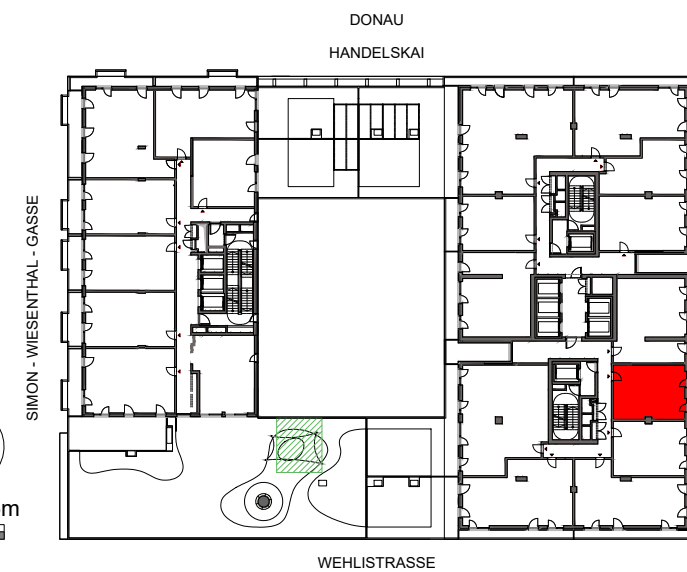 DONAU
HANDELSKAI
SIMON - WIESENTHAL - GASSE
m
WEHLISTRASSE